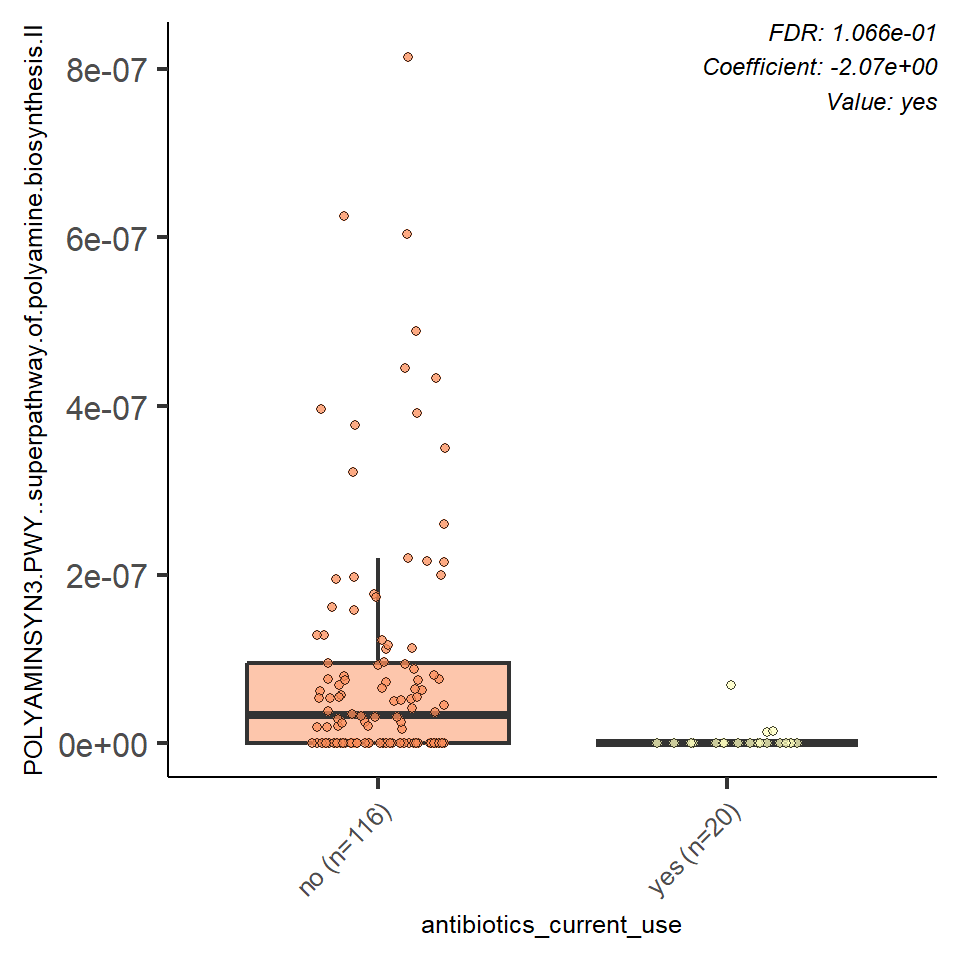 FDR: 1.066e-01
Coefficient: -2.07e+00
Value: yes
POLYAMINSYN3.PWY..superpathway.of.polyamine.biosynthesis.II
8e-07
6e-07
4e-07
2e-07
0e+00
no (n=116)
yes (n=20)
antibiotics_current_use